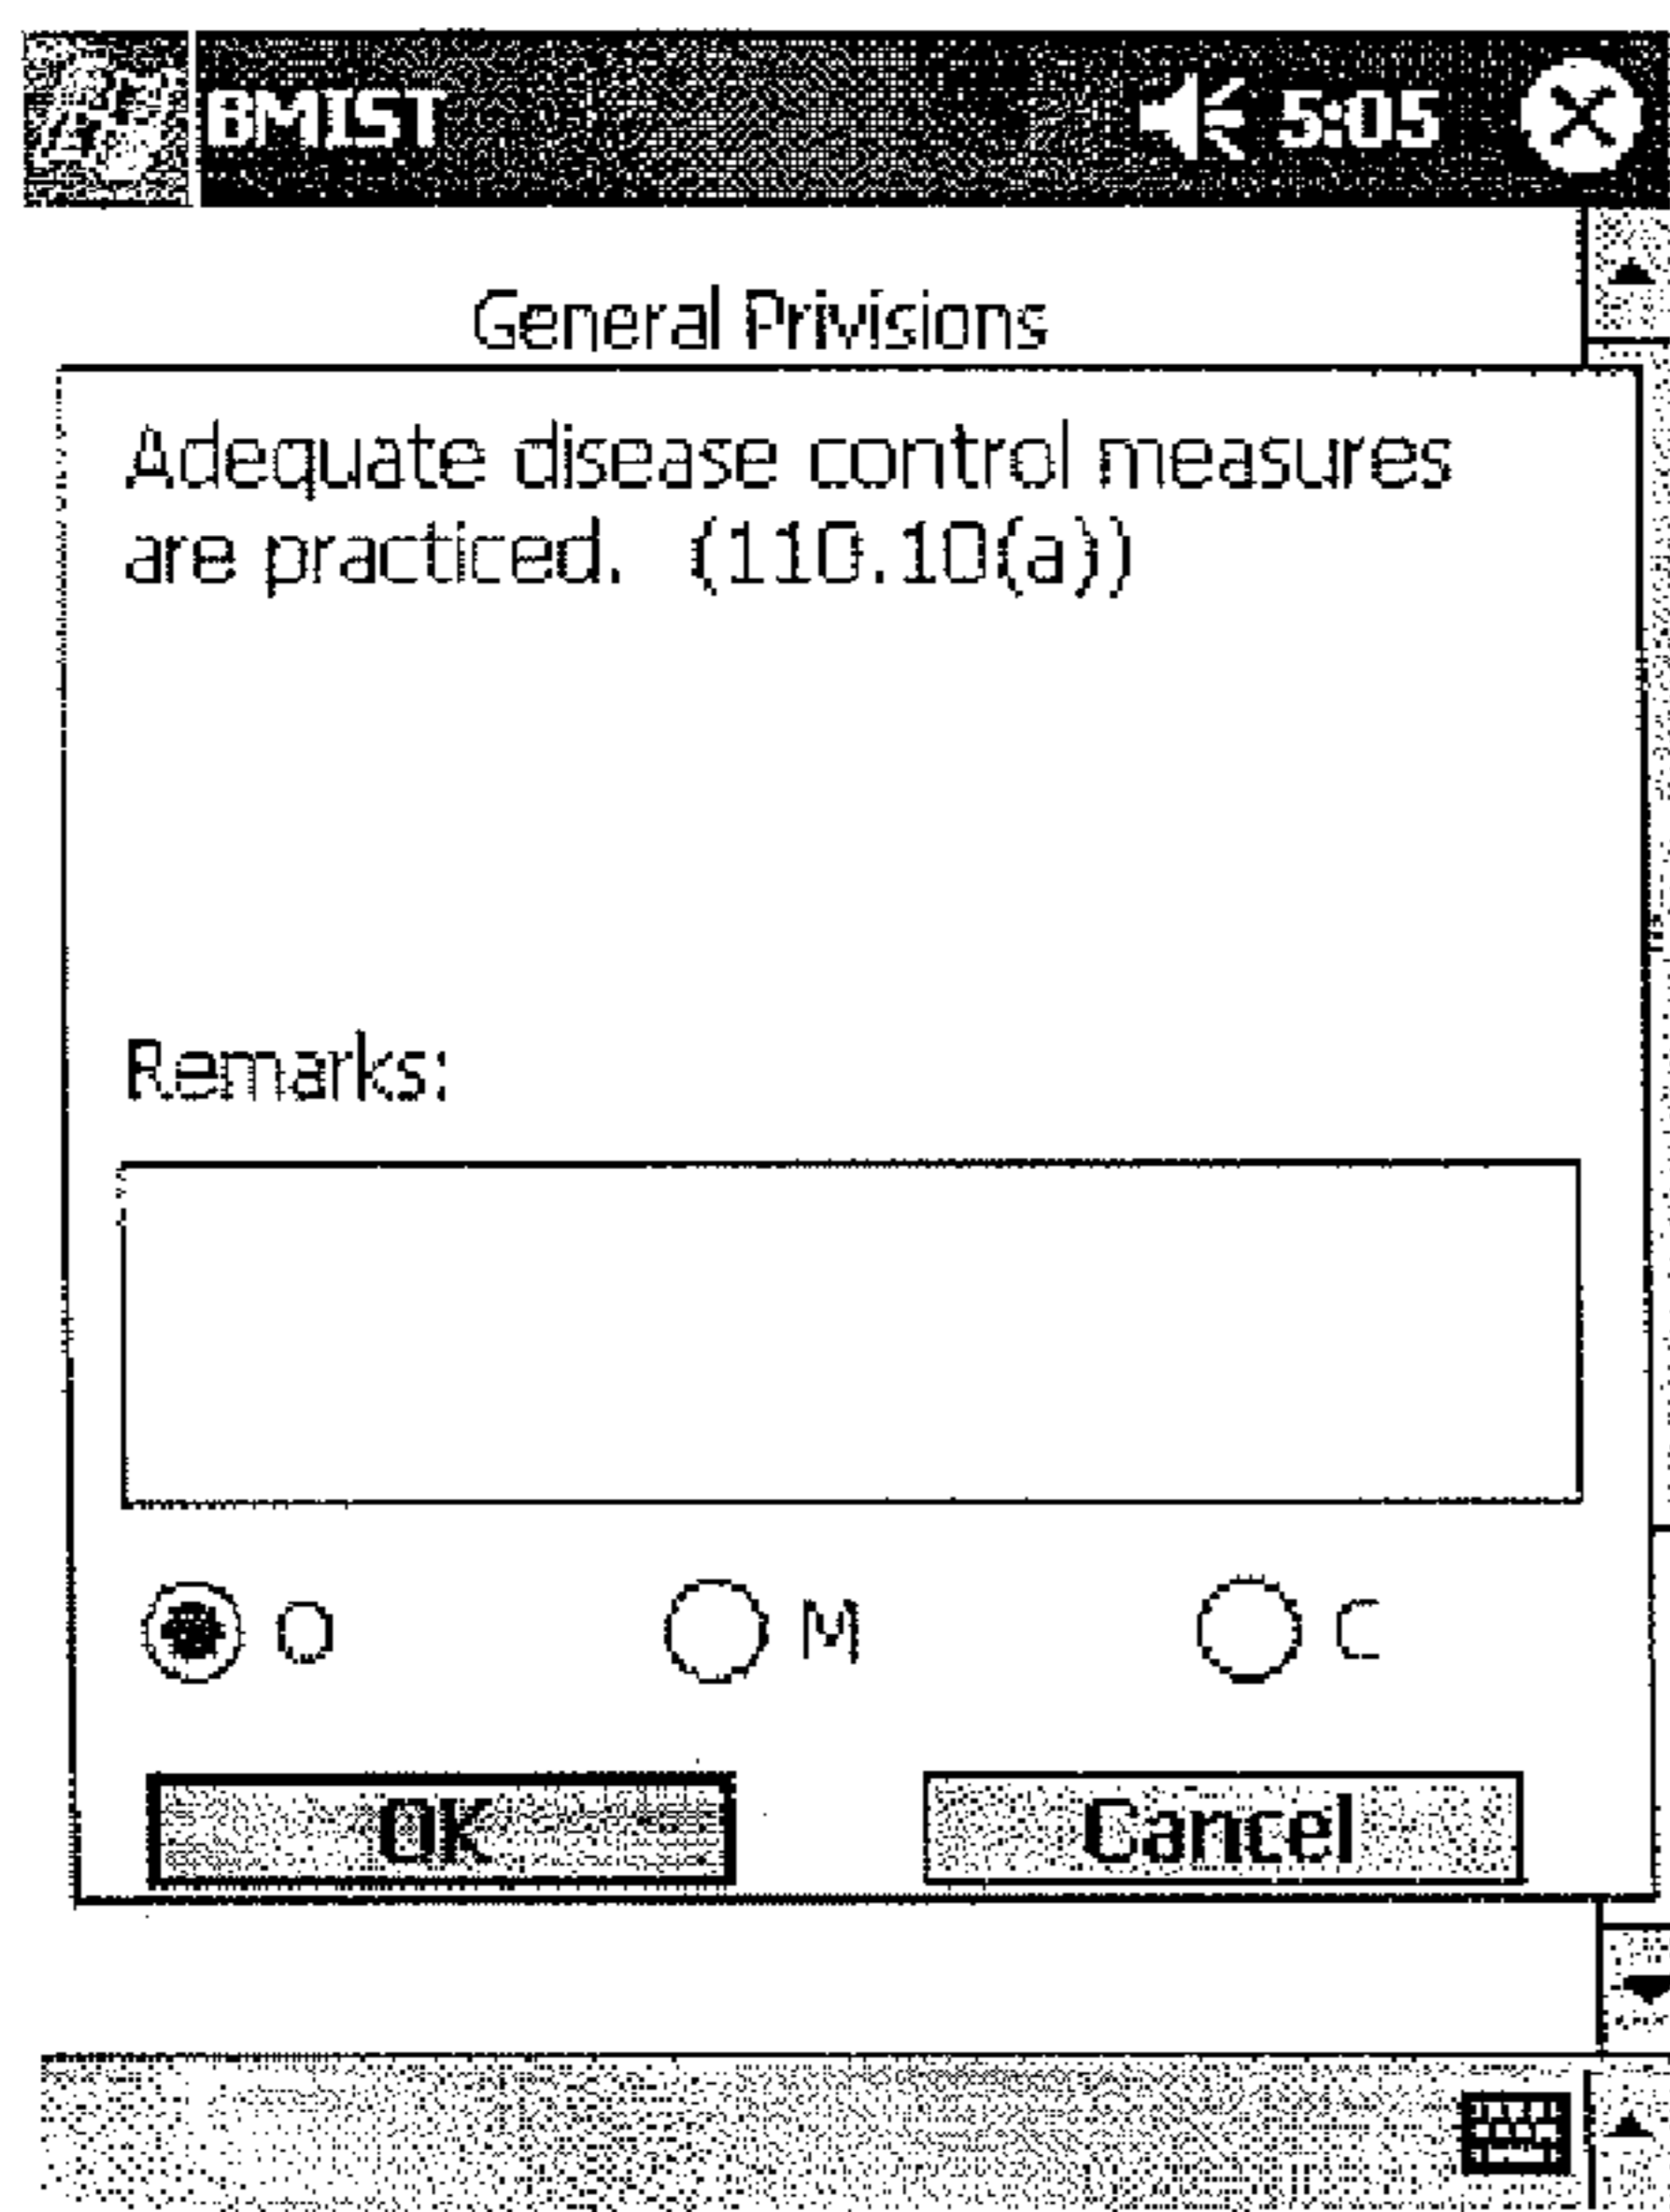 BMIST 5:05
General Privisions
Adequate disease control measures
are practiced. (110.10(a))
Remarks:
O M C
OK Cancel